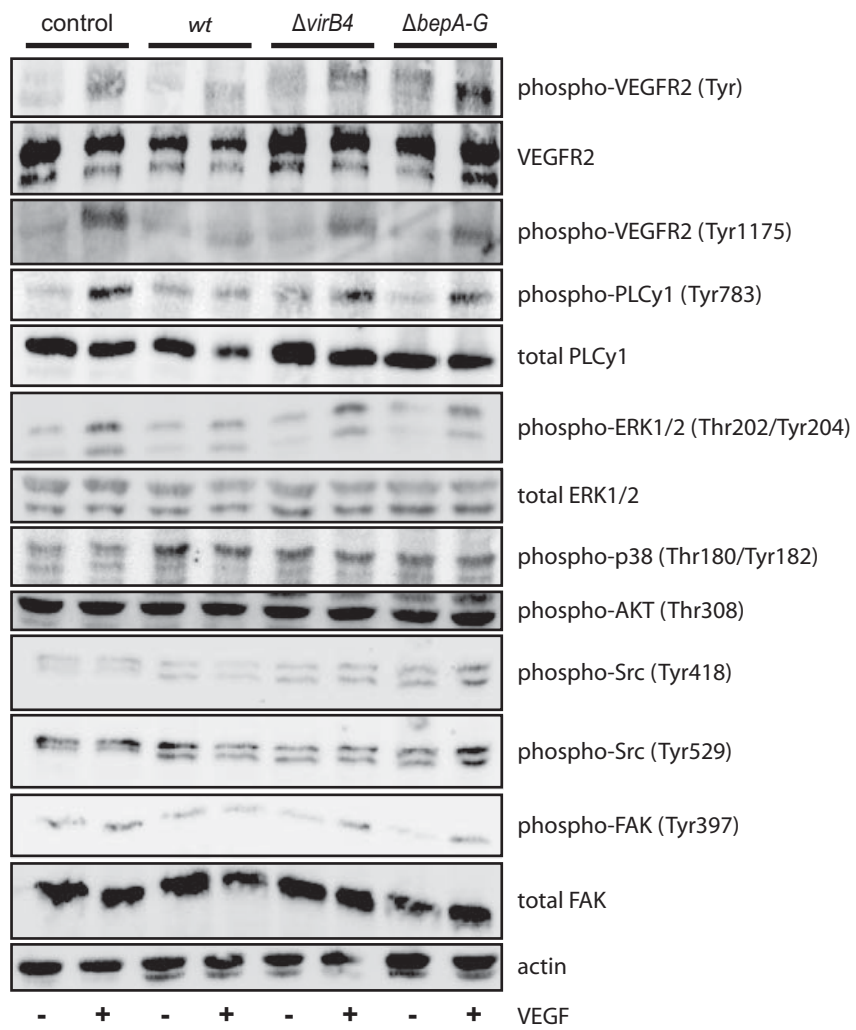 control wt ΔvirB4 ΔbepA-G
phospho-VEGFR2 (Tyr)
VEGFR2
phospho-VEGFR2 (Tyr1175)
phospho-PLCy1 (Tyr783)
total PLCy1
phospho-ERK1/2 (Thr202/Tyr204)
total ERK1/2
phospho-p38 (Thr180/Tyr182)
phospho-AKT (Thr308)
phospho-Src (Tyr418)
phospho-Src (Tyr529)
phospho-FAK (Tyr397)
total FAK
actin
- + - + - + - + VEGF